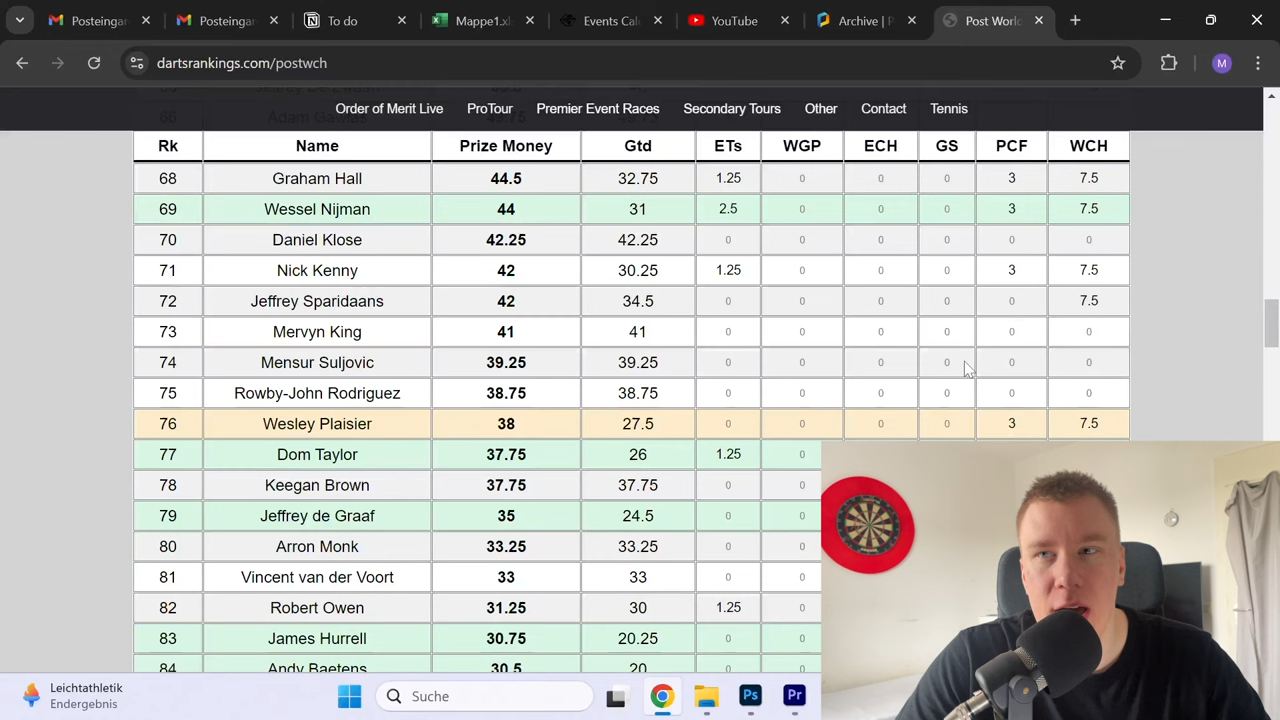 Posteingan
Posteingan
To do
Mappe1.xl
Events Cal
YouTube
Archive | P
Post Worl
dartsrankings.com/postwch
M
Order of Merit Live ProTour Premier Event Races Secondary Tours Other Contact Tennis
66 Adam Gawlas 49.75
Rk Name Prize Money Gtd ETs WGP ECH GS PCF WCH
68 Graham Hall 44.5 32.75 1.25 0 0 0 3 7.5
69 Wessel Nijman 44 31 2.5 0 0 0 3 7.5
70 Daniel Klose 42.25 42.25 0 0 0 0 0 0
71 Nick Kenny 42 30.25 1.25 0 0 0 3 7.5
72 Jeffrey Sparidaans 42 34.5 0 0 0 0 0 7.5
73 Mervyn King 41 41 0 0 0 0 0 0
74 Mensur Suljovic 39.25 39.25 0 0 0 0 0 0
75 Rowby-John Rodriguez 38.75 38.75 0 0 0 0 0 0
76 Wesley Plaisier 38 27.5 0 0 0 0 3 7.5
77 Dom Taylor 37.75 26 1.25 0
78 Keegan Brown 37.75 37.75 0 0
79 Jeffrey de Graaf 35 24.5 0 0
80 Arron Monk 33.25 33.25 0 0
81 Vincent van der Voort 33 33 0 0
82 Robert Owen 31.25 30 1.25 0
83 James Hurrell 30.75 20.25 0 0
84 Andy Baetens 30.5 20 0 0
Leichtathletik
Endergebnis
Suche
Ps
Pr